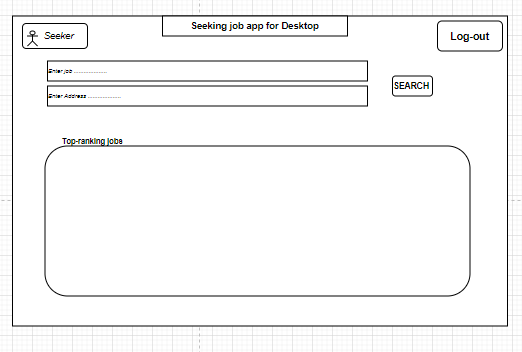 Seeking job app for Desktop
Seeker
Log-out
Enter job .....................
Enter Address .....................
SEARCH
Top-ranking jobs